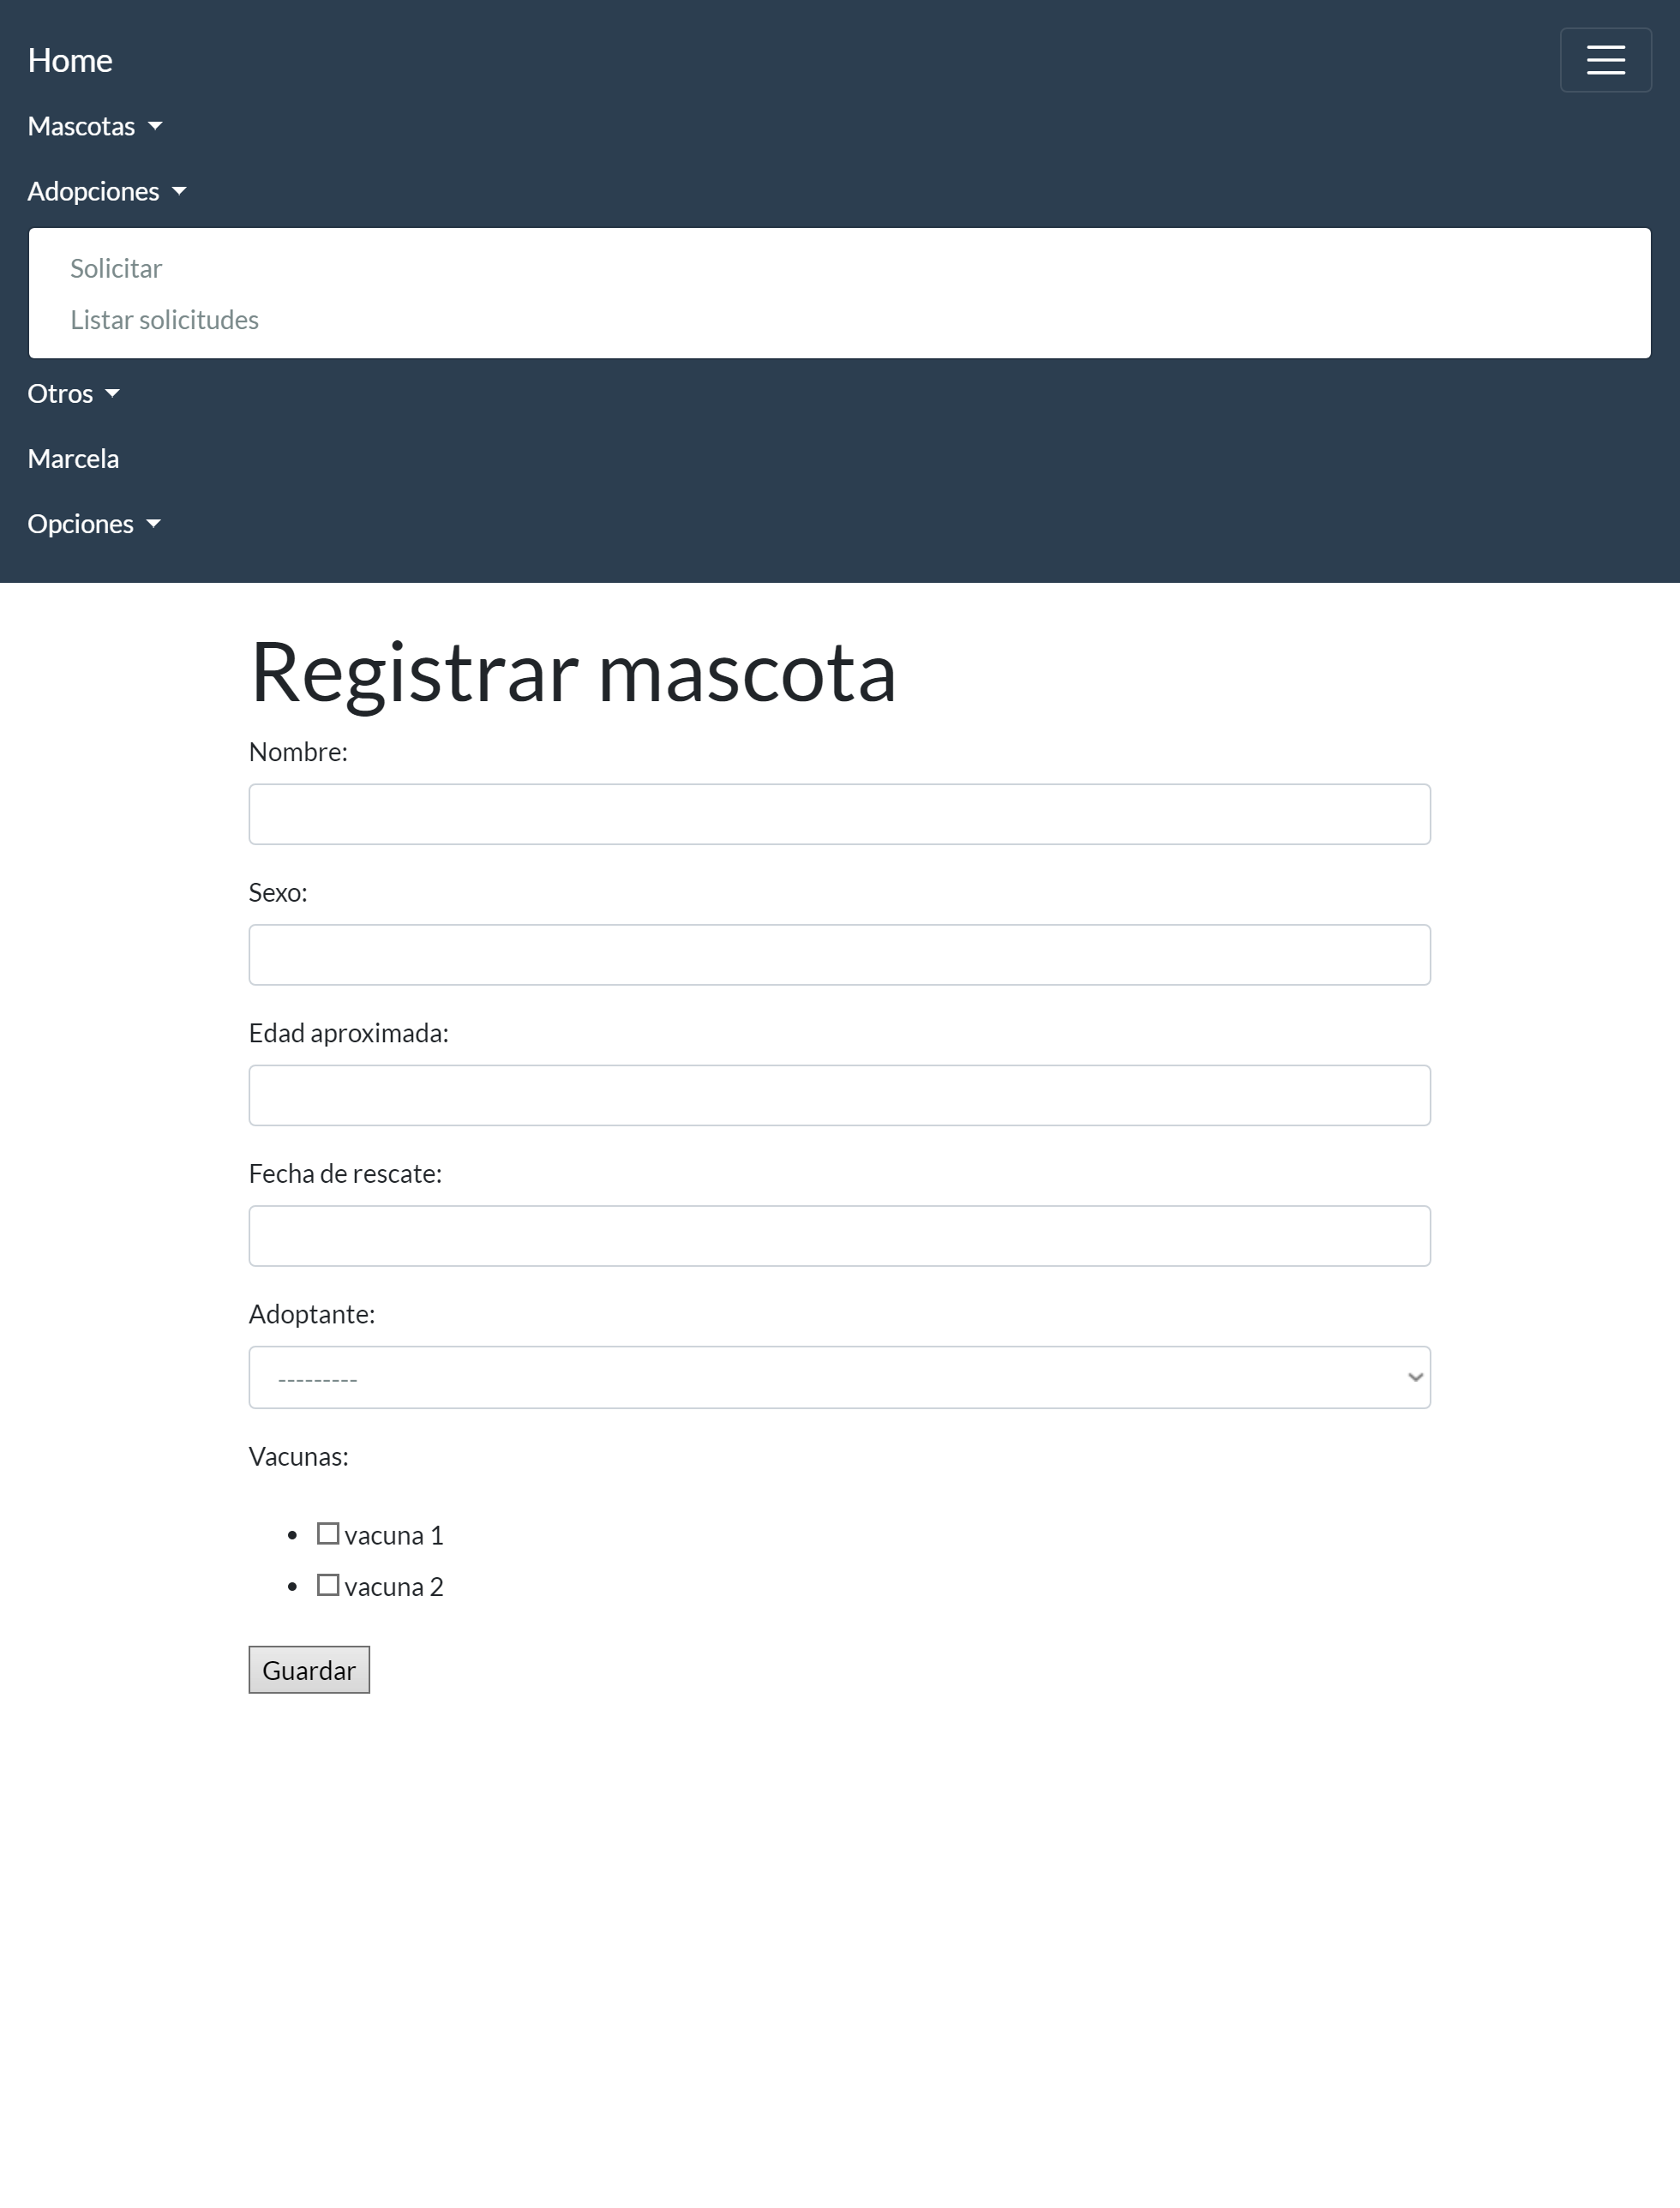 Home
Mascotas
Adopciones
Solicitar
Listar solicitudes
Otros
Marcela
Opciones
Registrar mascota
Nombre:
Sexo:
Edad aproximada:
Fecha de rescate:
Adoptante:
---------
Vacunas:
vacuna 1
vacuna 2
Guardar